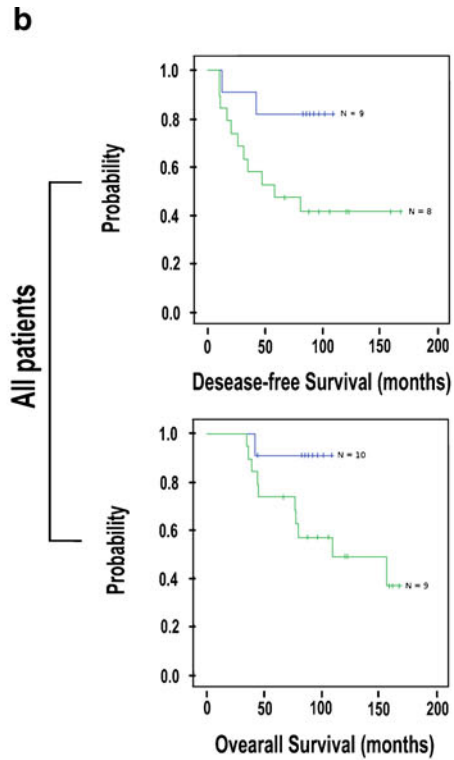 b
All patients
Probability
1.0
0.8
0.6
0.4
0.2
0.0
N = 9
N = 8
0 50 100 150 200
Desease-free Survival (months)
Probability
1.0
0.8
0.6
0.4
0.2
0.0
N = 10
N = 9
0 50 100 150 200
Ovearall Survival (months)